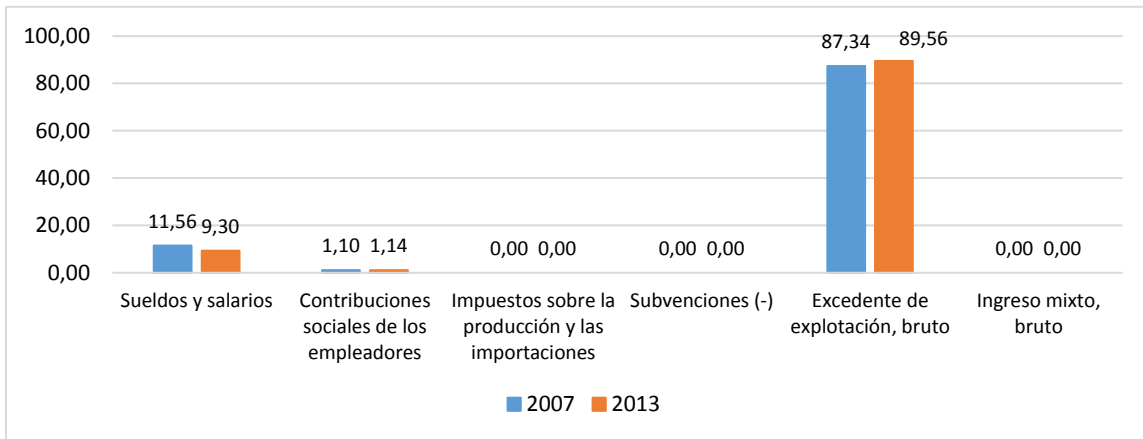 100,00
80,00
60,00
40,00
20,00
0,00
11,56
9,30
1,10 1,14
0,00 0,00
0,00 0,00
87,34
89,56
0,00 0,00
Sueldos y salarios
Contribuciones
sociales de los
empleadores
Impuestos sobre la
producción y las
importaciones
Subvenciones (-)
Excedente de
explotación, bruto
Ingreso mixto,
bruto
2007 2013